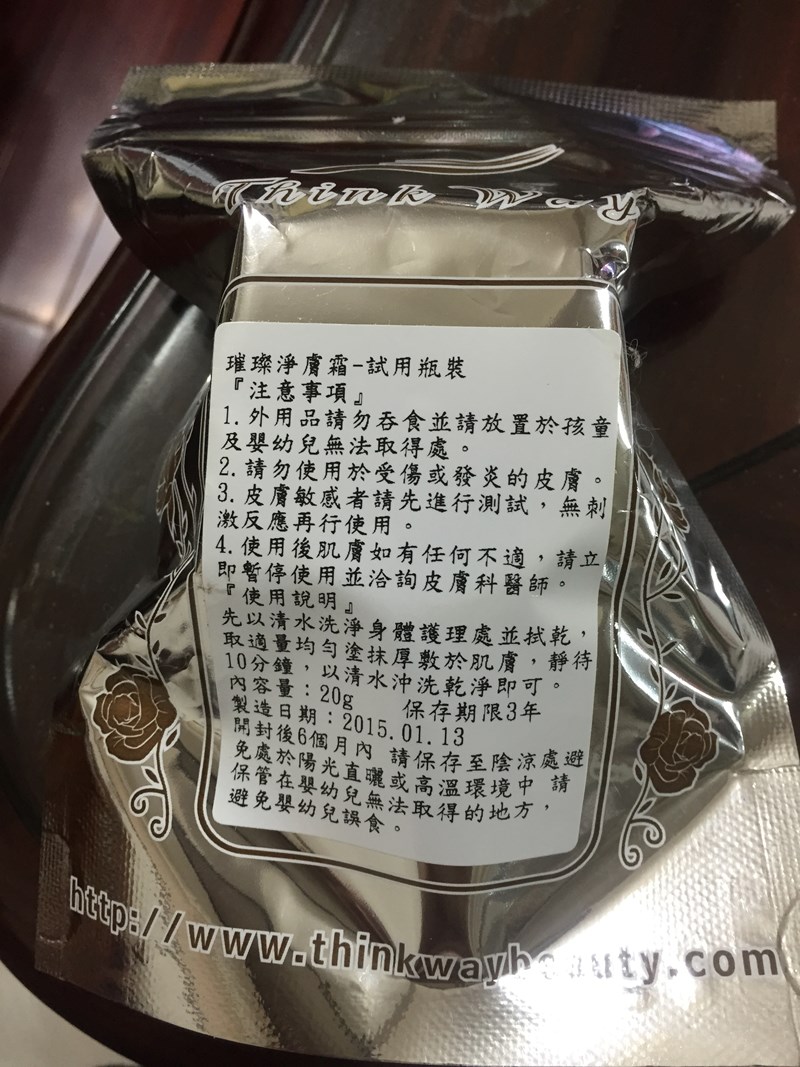 Think Way
璀璨淨膚霜-試用瓶裝
『注意事項』
1.外用品請勿吞食並請放置於孩童
及嬰幼兒無法取得處。
2.請勿使用於受傷或發炎的皮膚。
3.皮膚敏感者請先進行測試，無刺
激反應再行使用。
4.使用後肌膚如有任何不適，請立
即暫停使用並洽詢皮膚科醫師。
『使用說明』
先以清水洗淨身體護理處並拭乾，
取適量均勻塗抹厚敷於肌膚，靜待
10分鐘，以清水沖洗乾淨即可。
內容量：20g 保存期限3年
製造日期：2015.01.13
開封後6個月內 請保存至陰涼處避
免處於陽光直曬或高溫環境中 請
保管在嬰幼兒無法取得的地方，
避免嬰幼兒誤食。
http://www.thinkwaybeauty.com